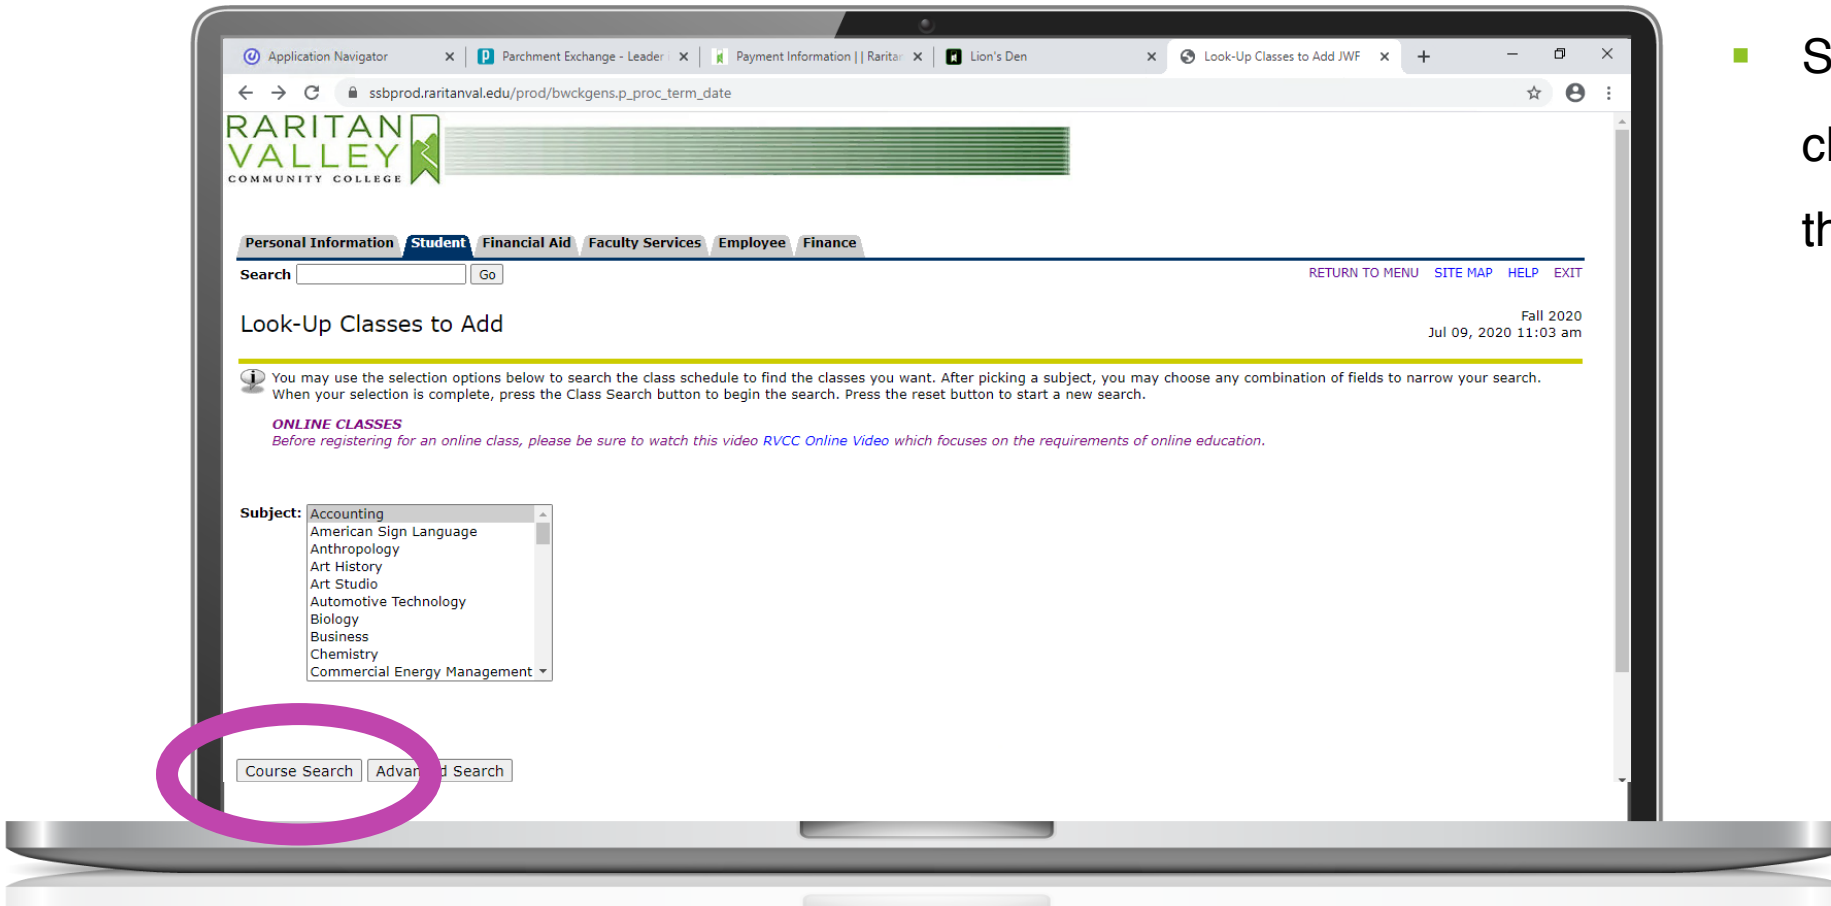 Application Navigator
Parchment Exchange - Leader
Payment Information | | Raritan
Lion's Den
Look-Up Classes to Add JWF
ssbprod.raritanval.edu/prod/bwckgens.p_proc_term_date
RARITAN
VALLEY
COMMUNITY COLLEGE
Personal Information Student Financial Aid Faculty Services Employee Finance
Search Go
RETURN TO MENU SITE MAP HELP EXIT
Look-Up Classes to Add
Fall 2020
Jul 09, 2020 11:03 am
You may use the selection options below to search the class schedule to find the classes you want. After picking a subject, you may choose any combination of fields to narrow your search.
When your selection is complete, press the Class Search button to begin the search. Press the reset button to start a new search.
ONLINE CLASSES
Before registering for an online class, please be sure to watch this video RVCC Online Video which focuses on the requirements of online education.
Subject: Accounting
American Sign Language
Anthropology
Art History
Art Studio
Automotive Technology
Biology
Business
Chemistry
Commercial Energy Management
Course Search Advanced Search